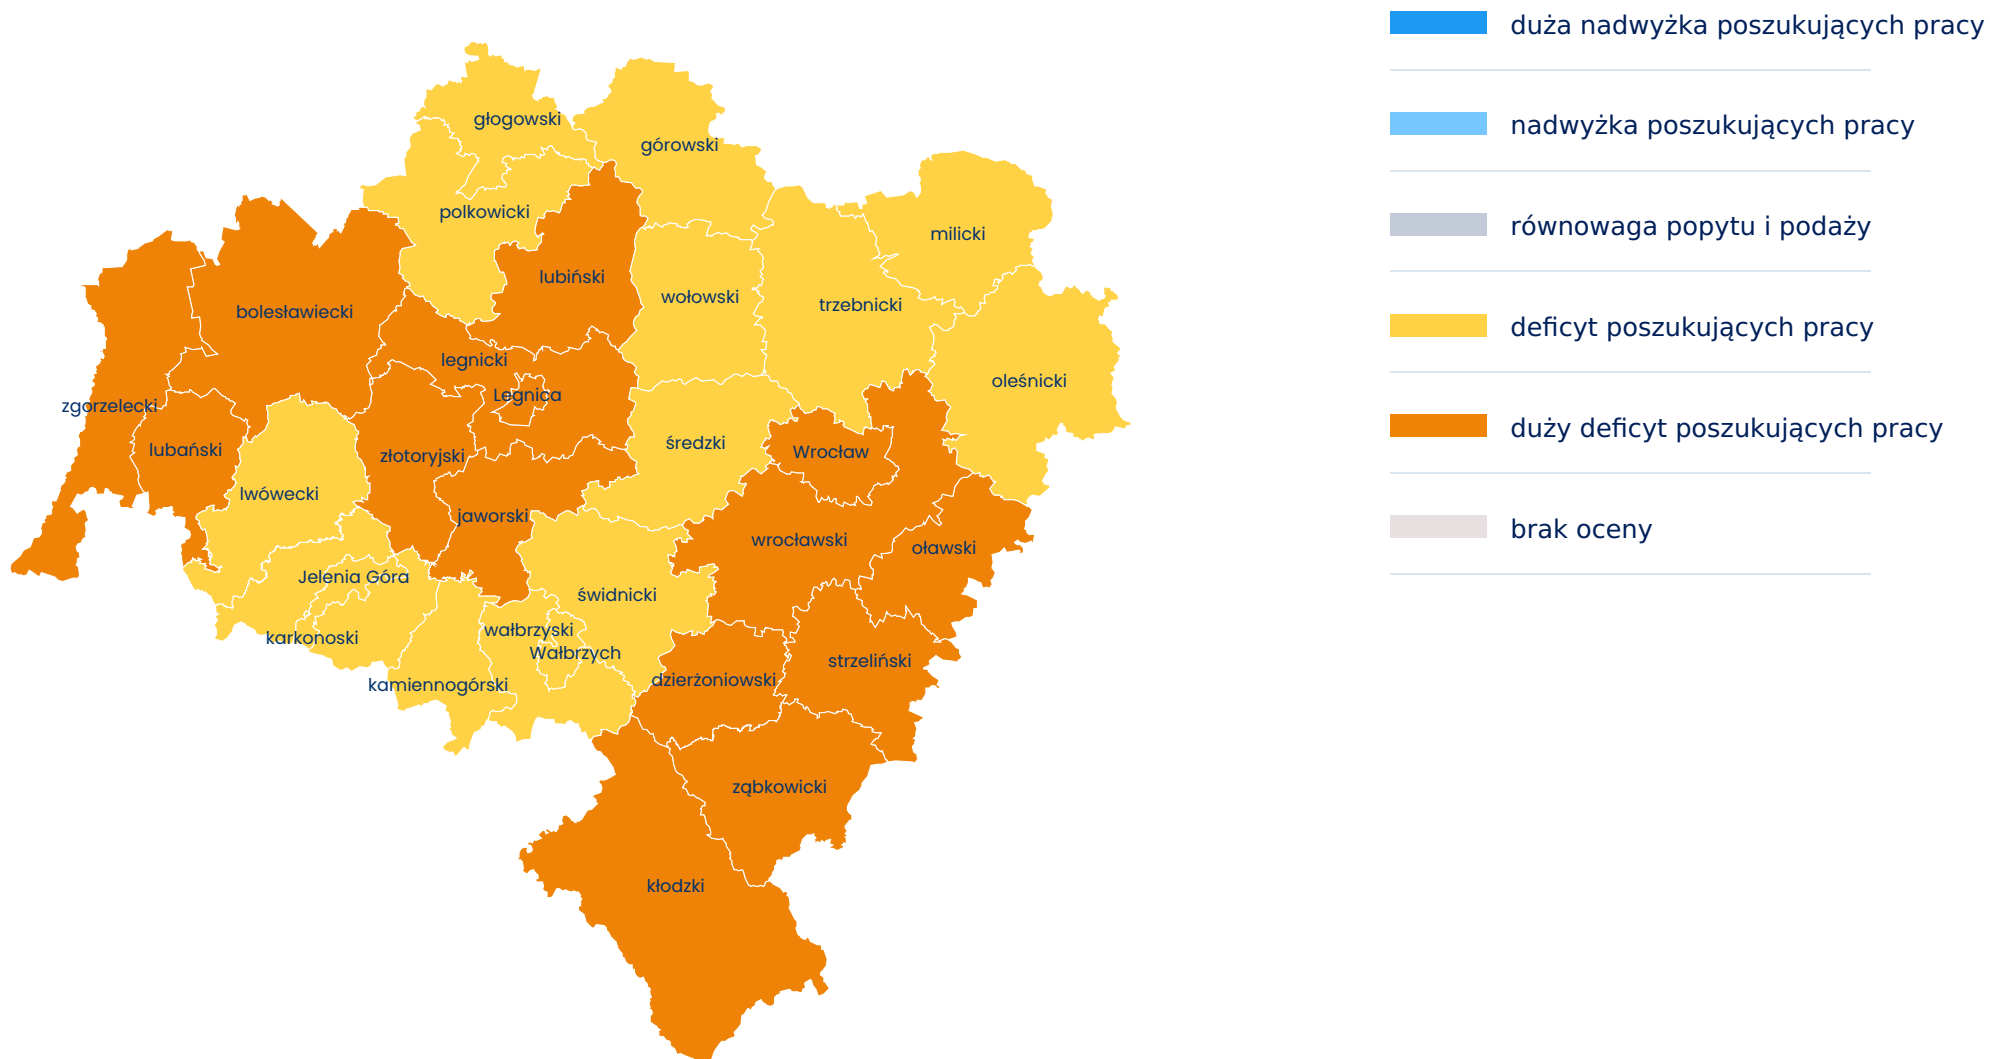 głogowski
górowski
polkowicki
milicki
lubiński
wołowski
trzebnicki
bolesławiecki
legnicki
oleśnicki
Legnica
zgorzelecki
średzki
lubański
Wrocław
złotoryjski
lwówecki
jaworski
wrocławski
oławski
Jelenia Góra
świdnicki
wałbrzyski
karkonoski
Wałbrzych
strzeliński
dzierżoniowski
kamiennogórski
ząbkowicki
kłodzki
duża nadwyżka poszukujących pracy
nadwyżka poszukujących pracy
równowaga popytu i podaży
deficyt poszukujących pracy
duży deficyt poszukujących pracy
brak oceny